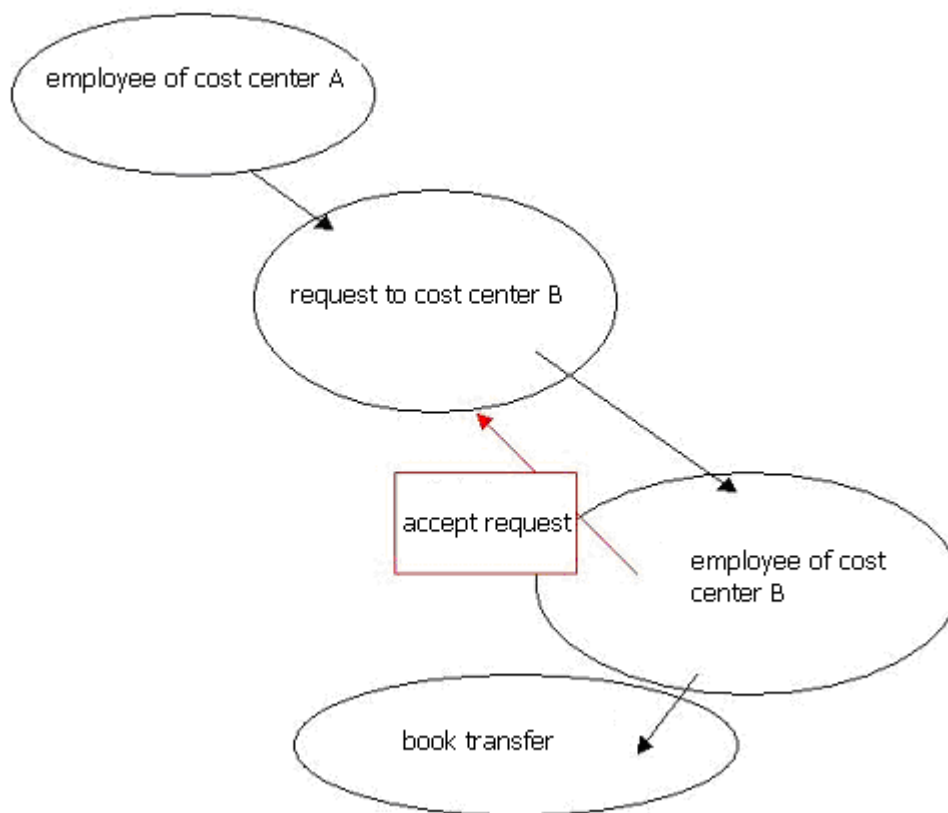 employee of cost center A
request to cost center B
accept request
employee of cost
center B
book transfer